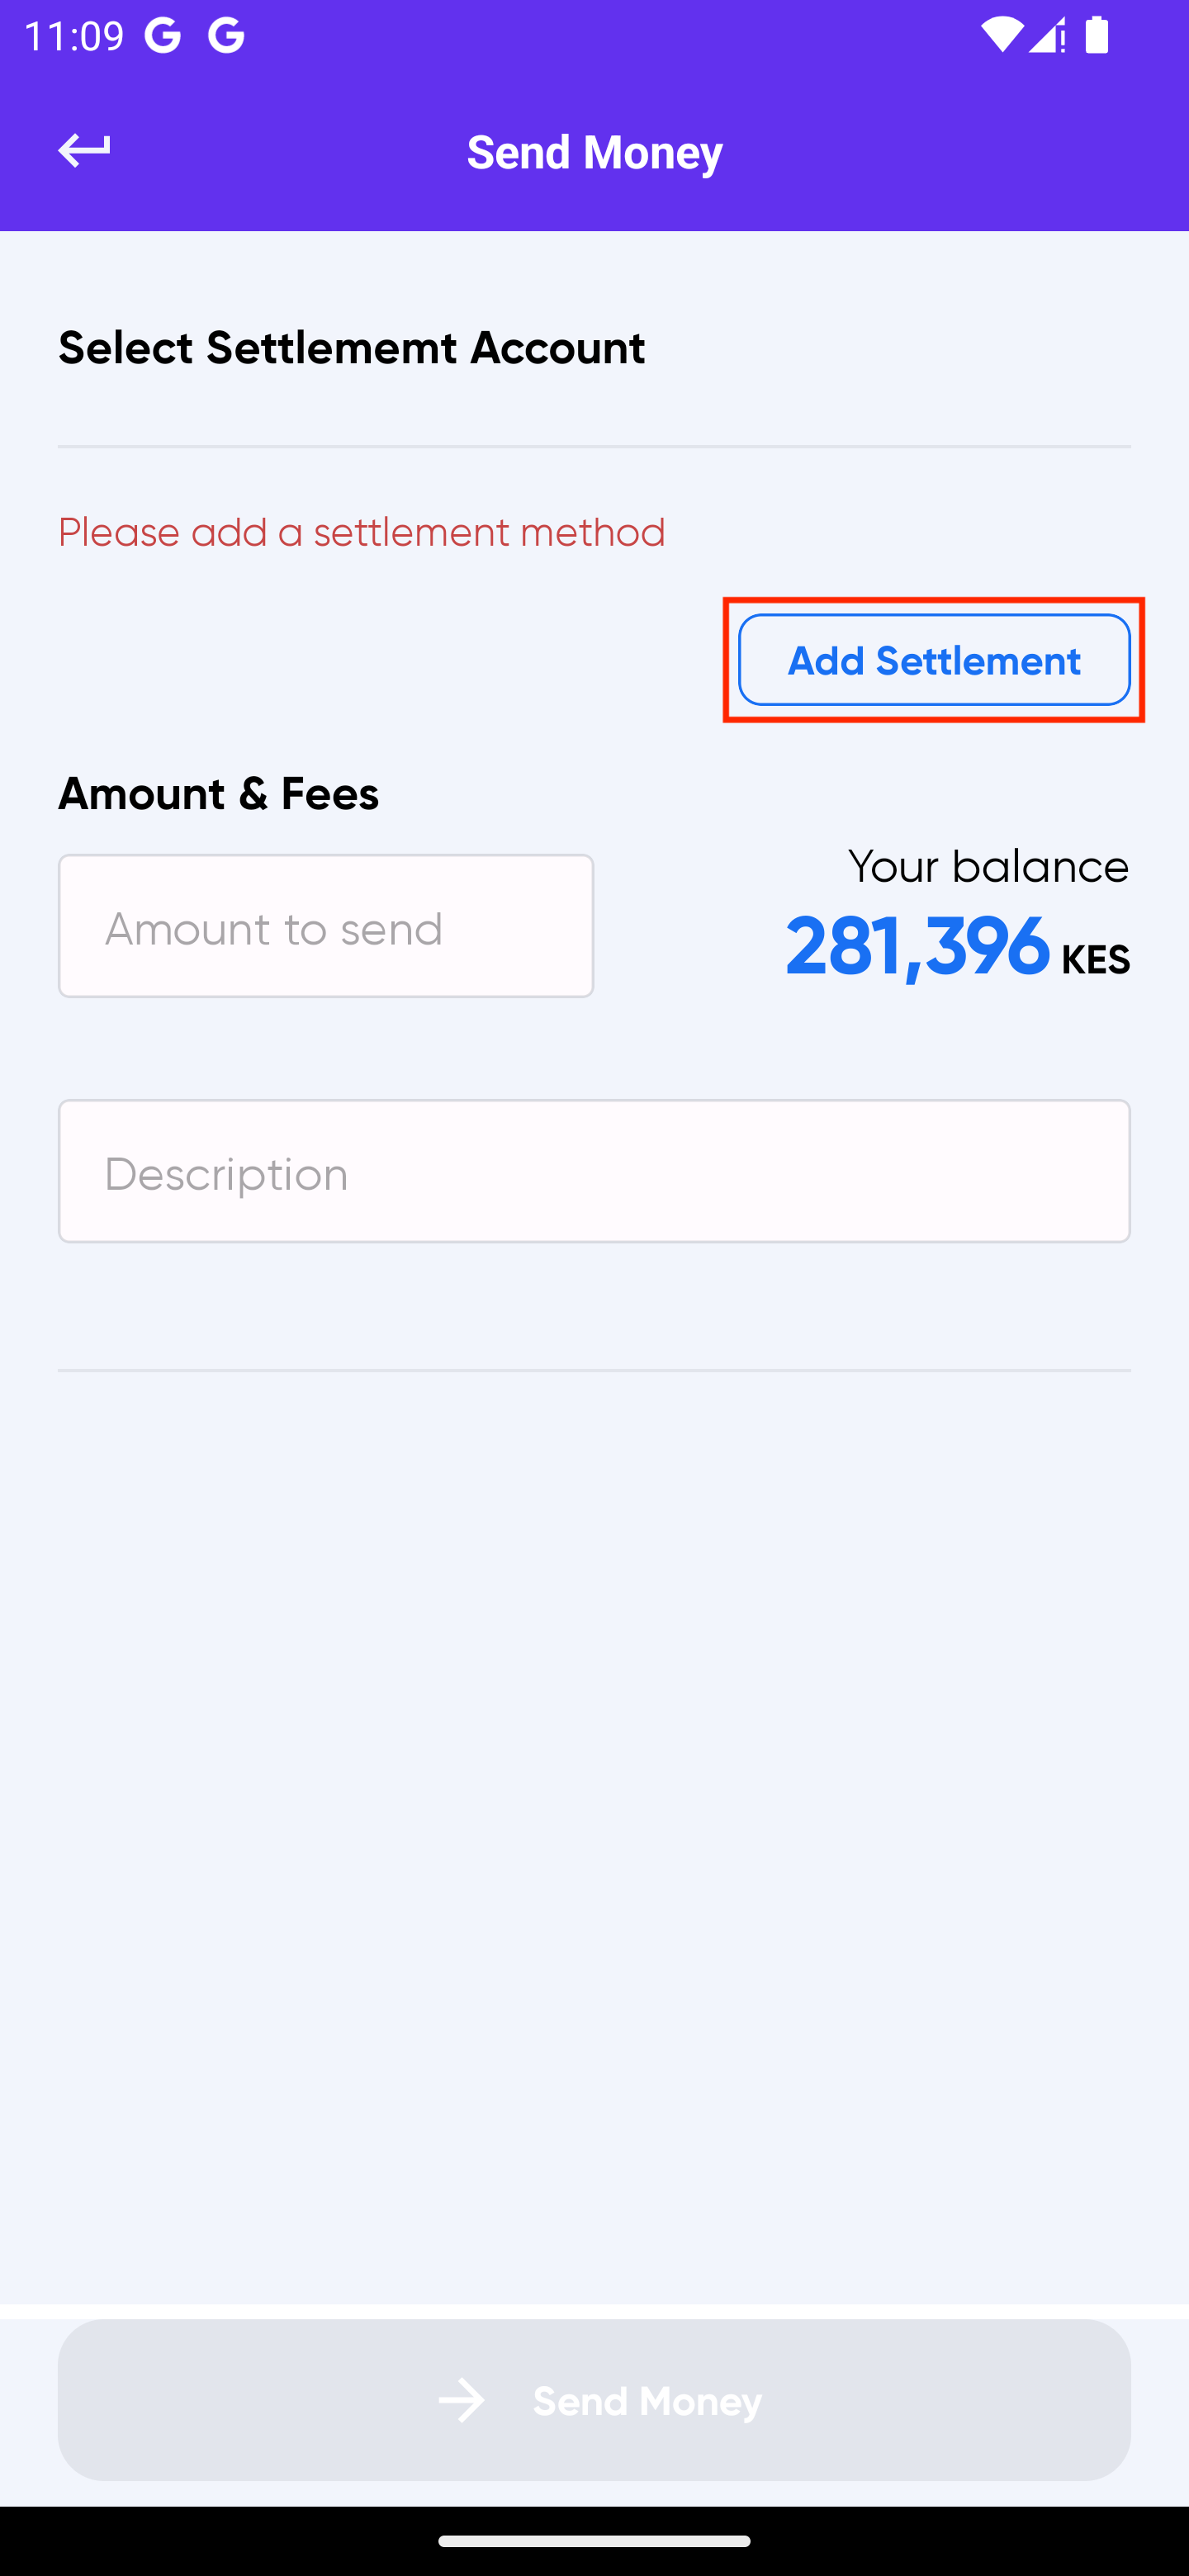 11:09 G G
Send Money
Select Settlememt Account
Please add a settlement method
Add Settlement
Amount & Fees
Your balance
Amount to send
281,396 KES
Description
Send Money